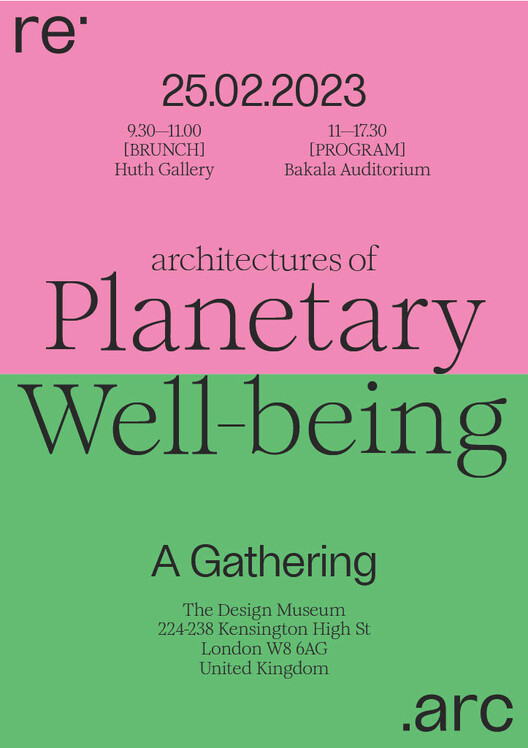 re·
25.02.2023
9.30—11.00
[BRUNCH]
Huth Gallery
11—17.30
[PROGRAM]
Bakala Auditorium
architectures of
Planetary
Well-being
A Gathering
The Design Museum
224-238 Kensington High St
London W8 6AG
United Kingdom
.arc